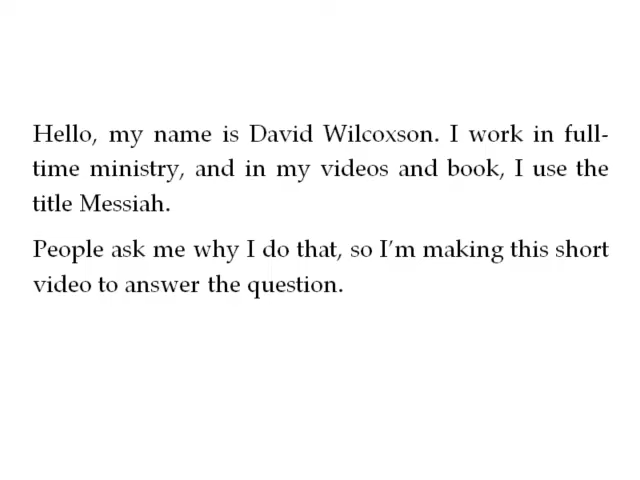 Hello, my name is David Wilcoxson. I work in full-
time ministry, and in my videos and book, I use the
title Messiah.
People ask me why I do that, so I’m making this short
video to answer the question.